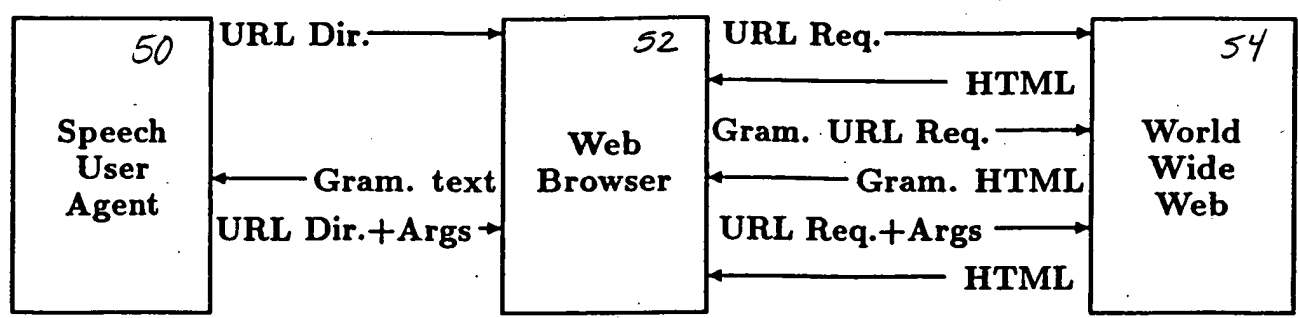 50
Speech
User
Agent
URL Dir.
Gram. text
URL Dir.+Args
52
Web
Browser
URL Req.
HTML
Gram. URL Req.
Gram. HTML
URL Req.+Args
HTML
54
World
Wide
Web